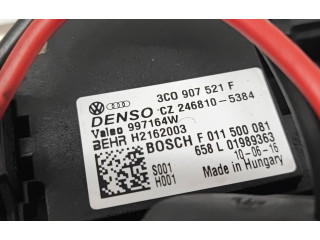 3C0 907 521 F
DENSO CZ 246810-5384
Valeo 997164W
BEHR H2162003
BOSCH F 011 500 081
S001 658 L 01989363
H001 10-06-16
Made in Hungary